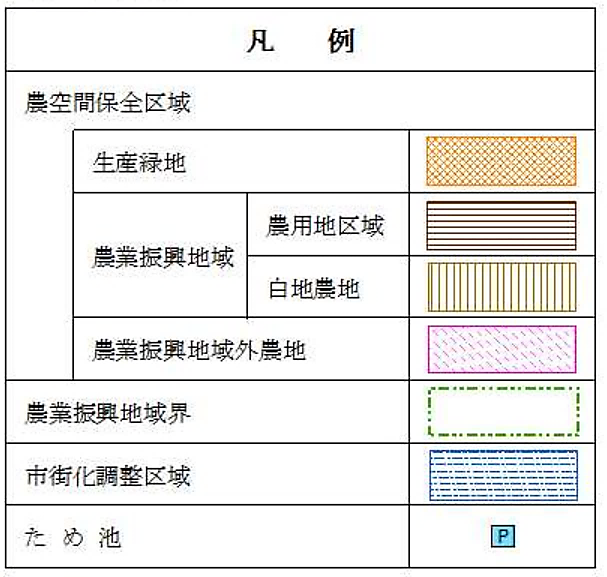 凡 例
農空間保全区域
生産緑地
農業振興地域
農用地区域
白地農地
農業振興地域外農地
農業振興地域界
市街化調整区域
ため池
P